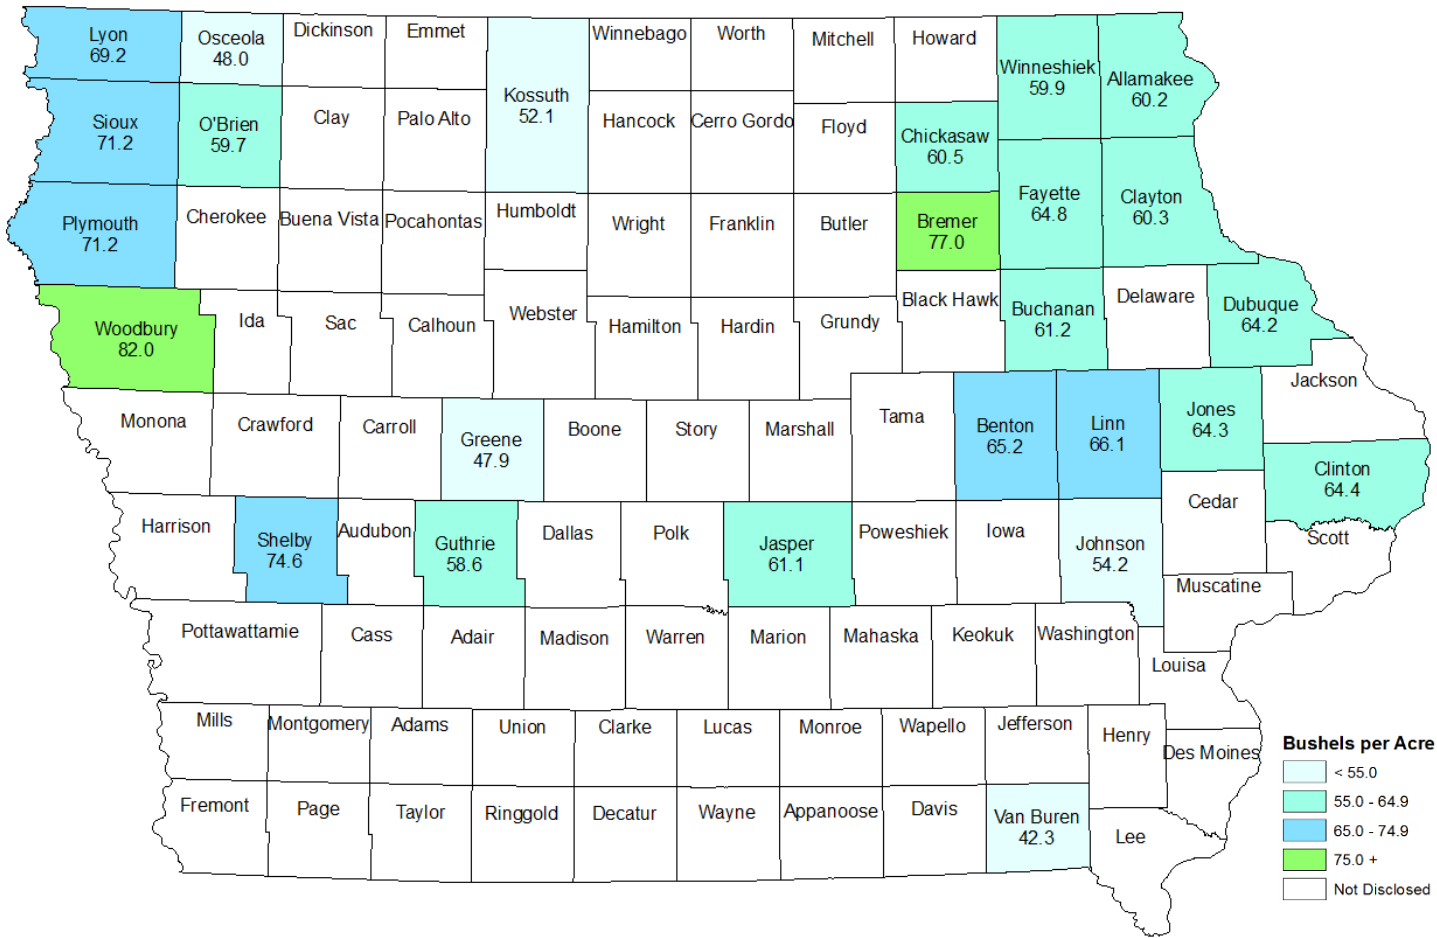 Lyon
69.2
Osceola
48.0
Dickinson
Emmet
Kossuth
52.1
Winnebago
Worth
Mitchell
Howard
Winneshiek
59.9
Allamakee
60.2
Sioux
71.2
O'Brien
59.7
Clay
Palo Alto
Hancock
Cerro Gordo
Floyd
Chickasaw
60.5
Plymouth
71.2
Cherokee
Buena Vista
Pocahontas
Humboldt
Wright
Franklin
Butler
Bremer
77.0
Fayette
64.8
Clayton
60.3
Woodbury
82.0
Ida
Sac
Calhoun
Webster
Hamilton
Hardin
Grundy
Black Hawk
Buchanan
61.2
Delaware
Dubuque
64.2
Monona
Crawford
Carroll
Greene
47.9
Boone
Story
Marshall
Tama
Benton
65.2
Linn
66.1
Jones
64.3
Jackson
Clinton
64.4
Harrison
Shelby
74.6
Audubon
Guthrie
58.6
Dallas
Polk
Jasper
61.1
Poweshiek
Iowa
Johnson
54.2
Cedar
Scott
Muscatine
Pottawattamie
Cass
Adair
Madison
Warren
Marion
Mahaska
Keokuk
Washington
Louisa
Mills
Montgomery
Adams
Union
Clarke
Lucas
Monroe
Wapello
Jefferson
Henry
Des Moines
Fremont
Page
Taylor
Ringgold
Decatur
Wayne
Appanoose
Davis
Van Buren
42.3
Lee
Bushels per Acre
< 55.0
55.0 - 64.9
65.0 - 74.9
75.0 +
Not Disclosed